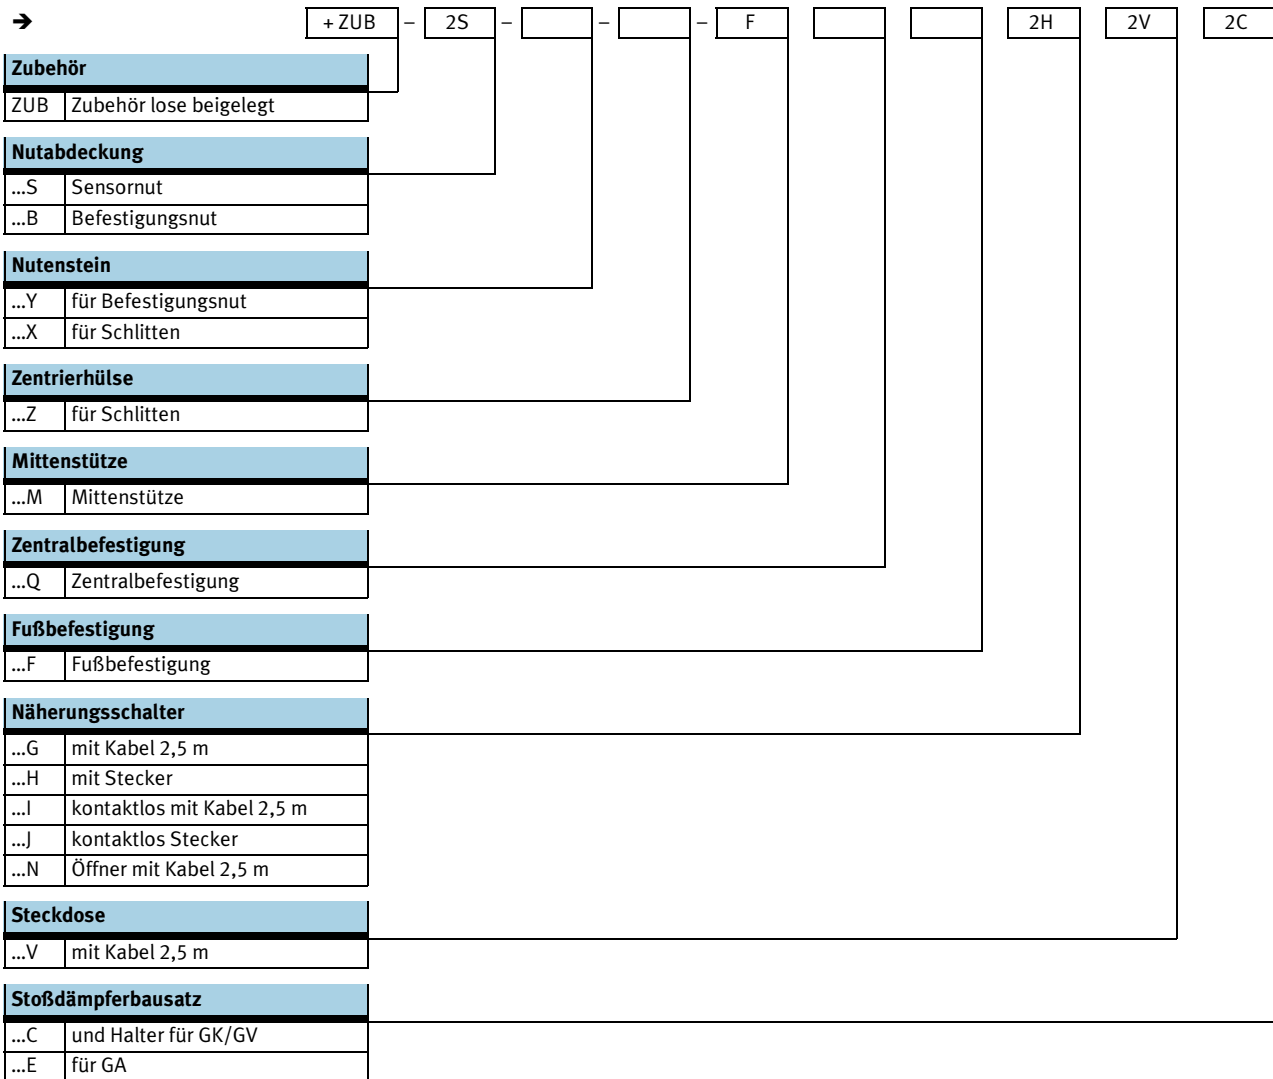 ➔ + ZUB – 2S – – – F 2H 2V 2C
Zubehör
ZUB Zubehör lose beigelegt
Nutabdeckung
...S Sensornut
...B Befestigungsnut
Nutenstein
...Y für Befestigungsnut
...X für Schlitten
Zentrierhülse
...Z für Schlitten
Mittenstütze
...M Mittenstütze
Zentralbefestigung
...Q Zentralbefestigung
Fußbefestigung
...F Fußbefestigung
Näherungsschalter
...G mit Kabel 2,5 m
...H mit Stecker
...I kontaktlos mit Kabel 2,5 m
...J kontaktlos Stecker
...N Öffner mit Kabel 2,5 m
Steckdose
...V mit Kabel 2,5 m
Stoßdämpferbausatz
...C und Halter für GK/GV
...E für GA